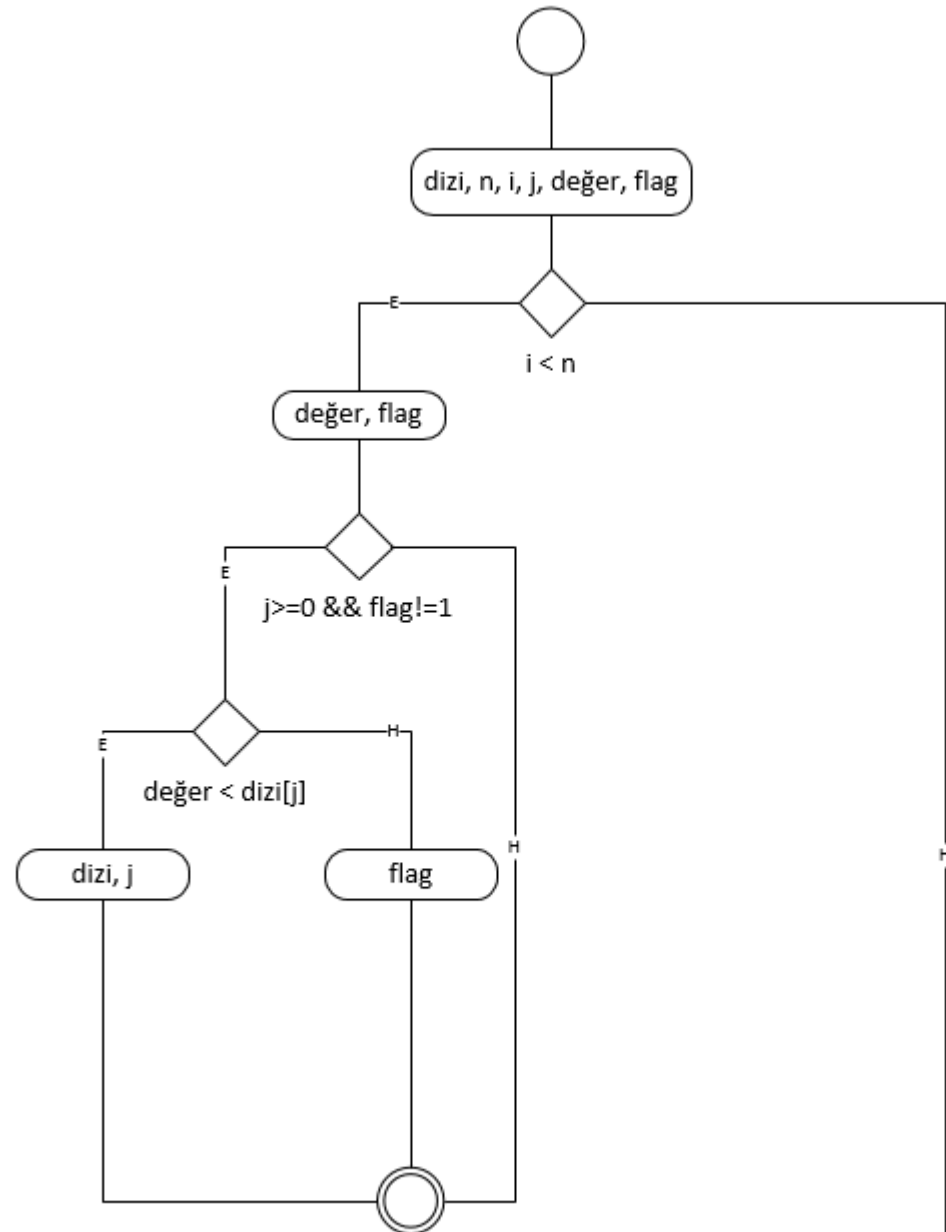 dizi, n, i, j, değer, flag
E
i < n
değer, flag
E
j>=0 && flag!=1
E
H
değer < dizi[j]
H
H
dizi, j
flag